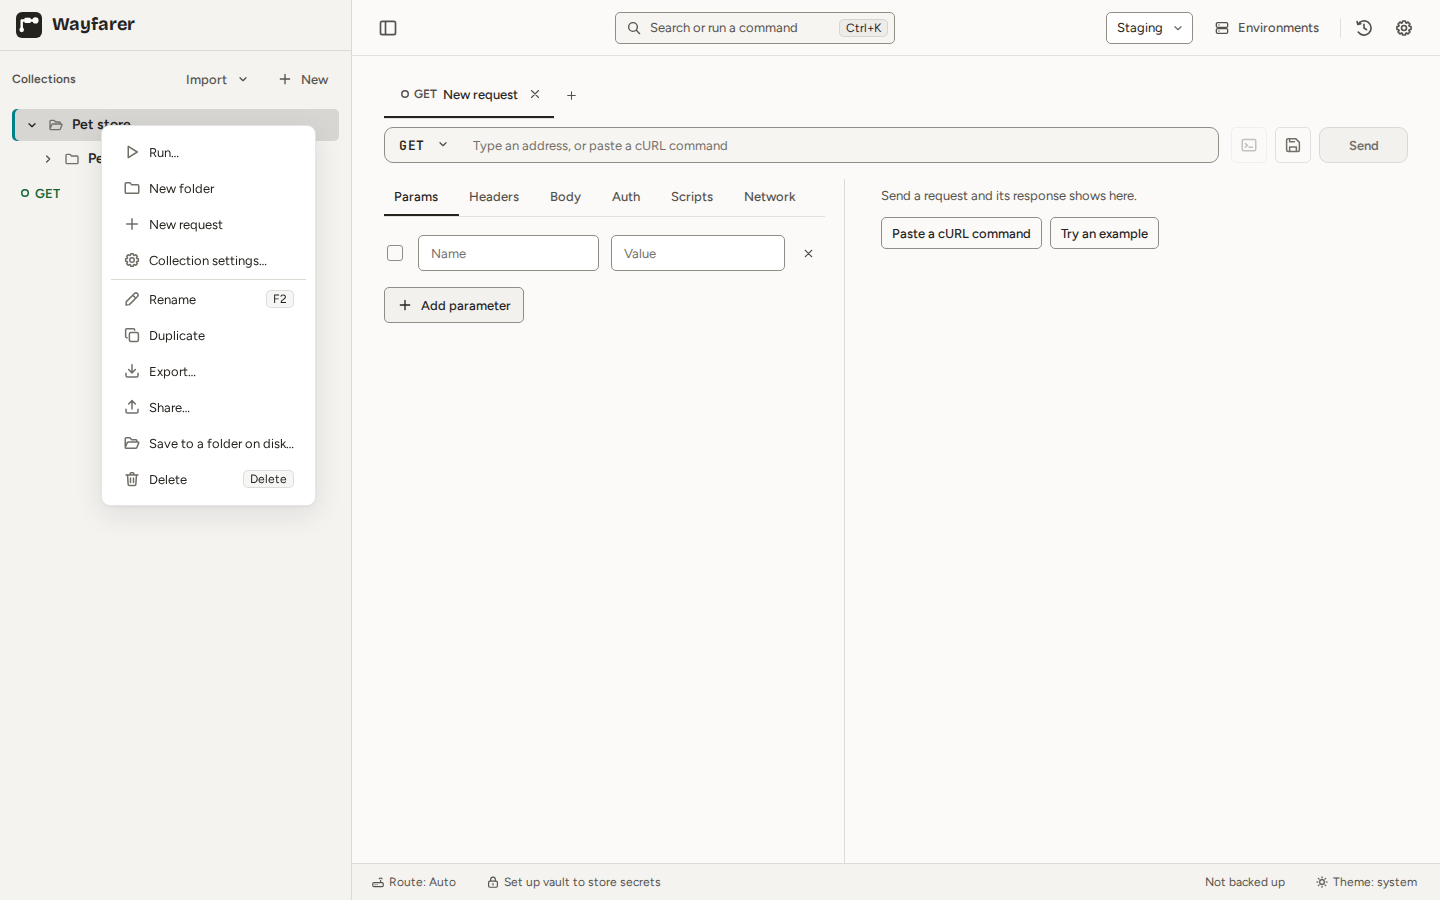 Wayfarer
Search or run a command
Ctrl+K
Staging
Environments
Collections
Import
New
GET New request
Pet store
GET
Type an address, or paste a cURL command
Send
Run...
Pe
New folder
GET
New request
Collection settings...
Rename
F2
Duplicate
Export...
Share...
Save to a folder on disk...
Delete
Delete
Params
Headers
Body
Auth
Scripts
Network
Name
Value
Add parameter
Send a request and its response shows here.
Paste a cURL command
Try an example
Route: Auto
Set up vault to store secrets
Not backed up
Theme: system